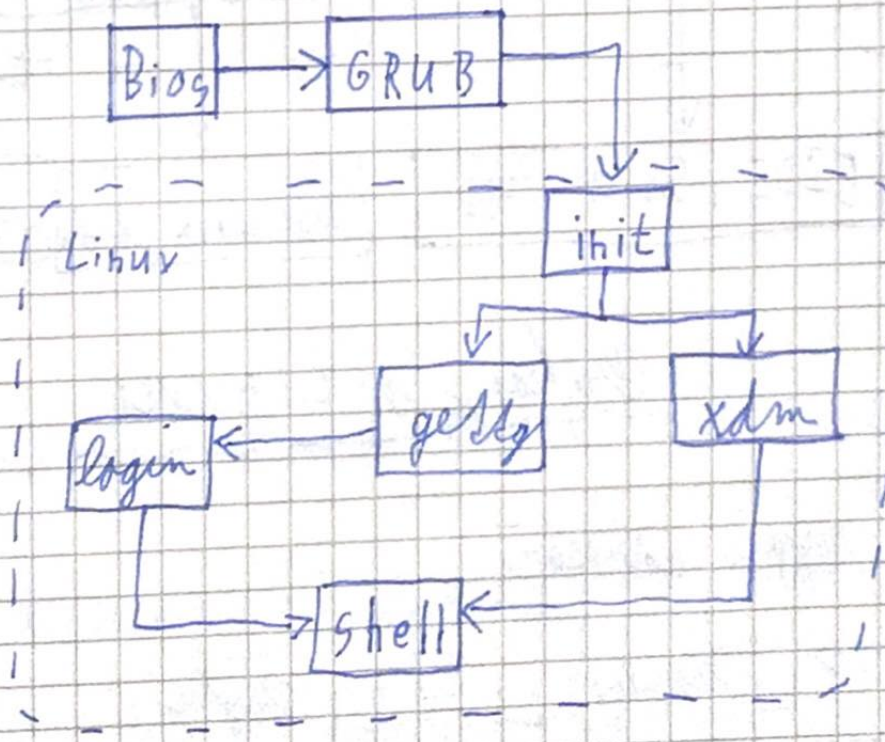 Bios
GRUB
Linux
init
getty
xdm
login
shell